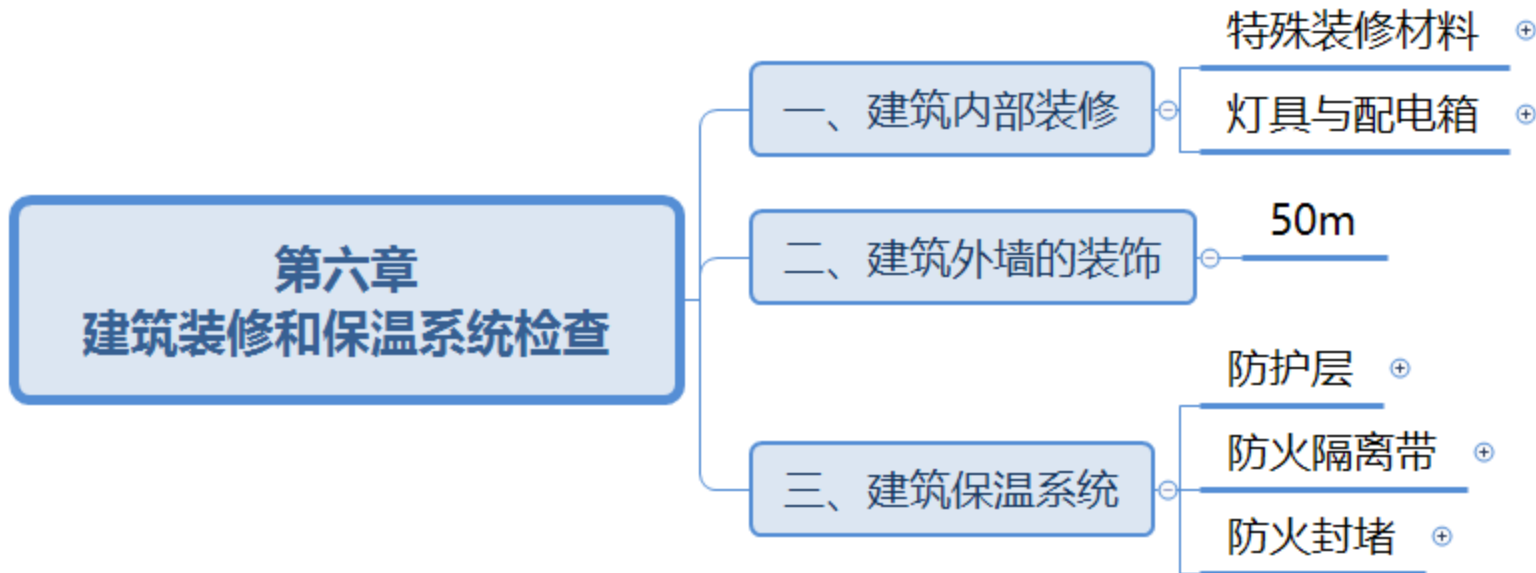 第六章
建筑装修和保温系统检查
一、建筑内部装修
特殊装修材料
灯具与配电箱
二、建筑外墙的装饰
50m
三、建筑保温系统
防护层
防火隔离带
防火封堵